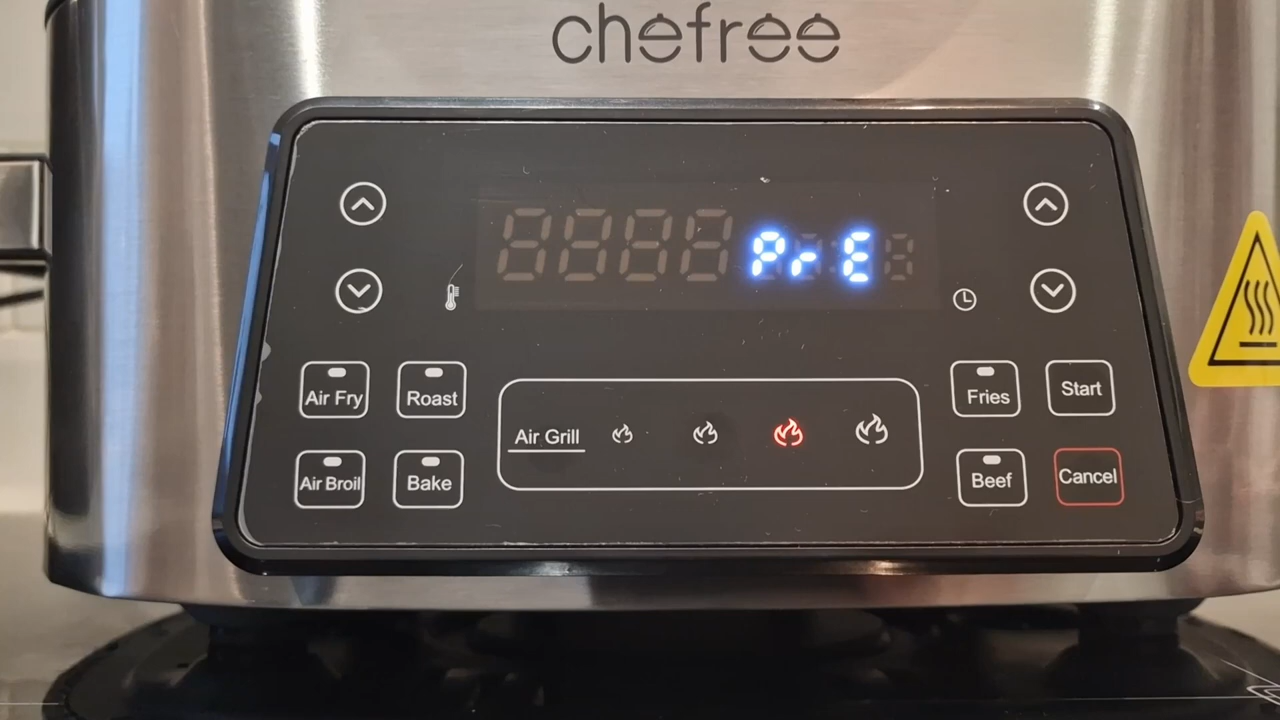 chefree
PrE
Air Fry
Roast
Air Grill
Fries
Start
Air Broil
Bake
Beef
Cancel